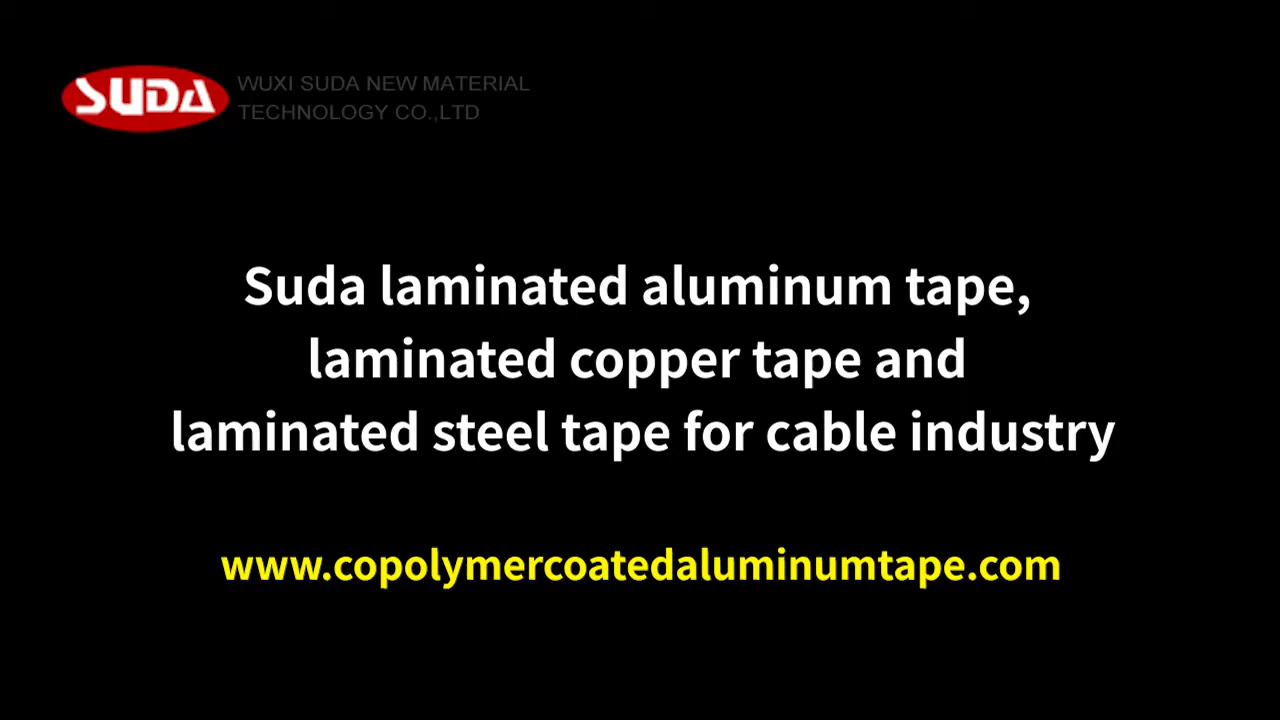 SUDA
WUXI SUDA NEW MATERIAL
TECHNOLOGY CO.,LTD
Suda laminated aluminum tape,
laminated copper tape and
laminated steel tape for cable industry
www.copolymercoatedaluminumtape.com